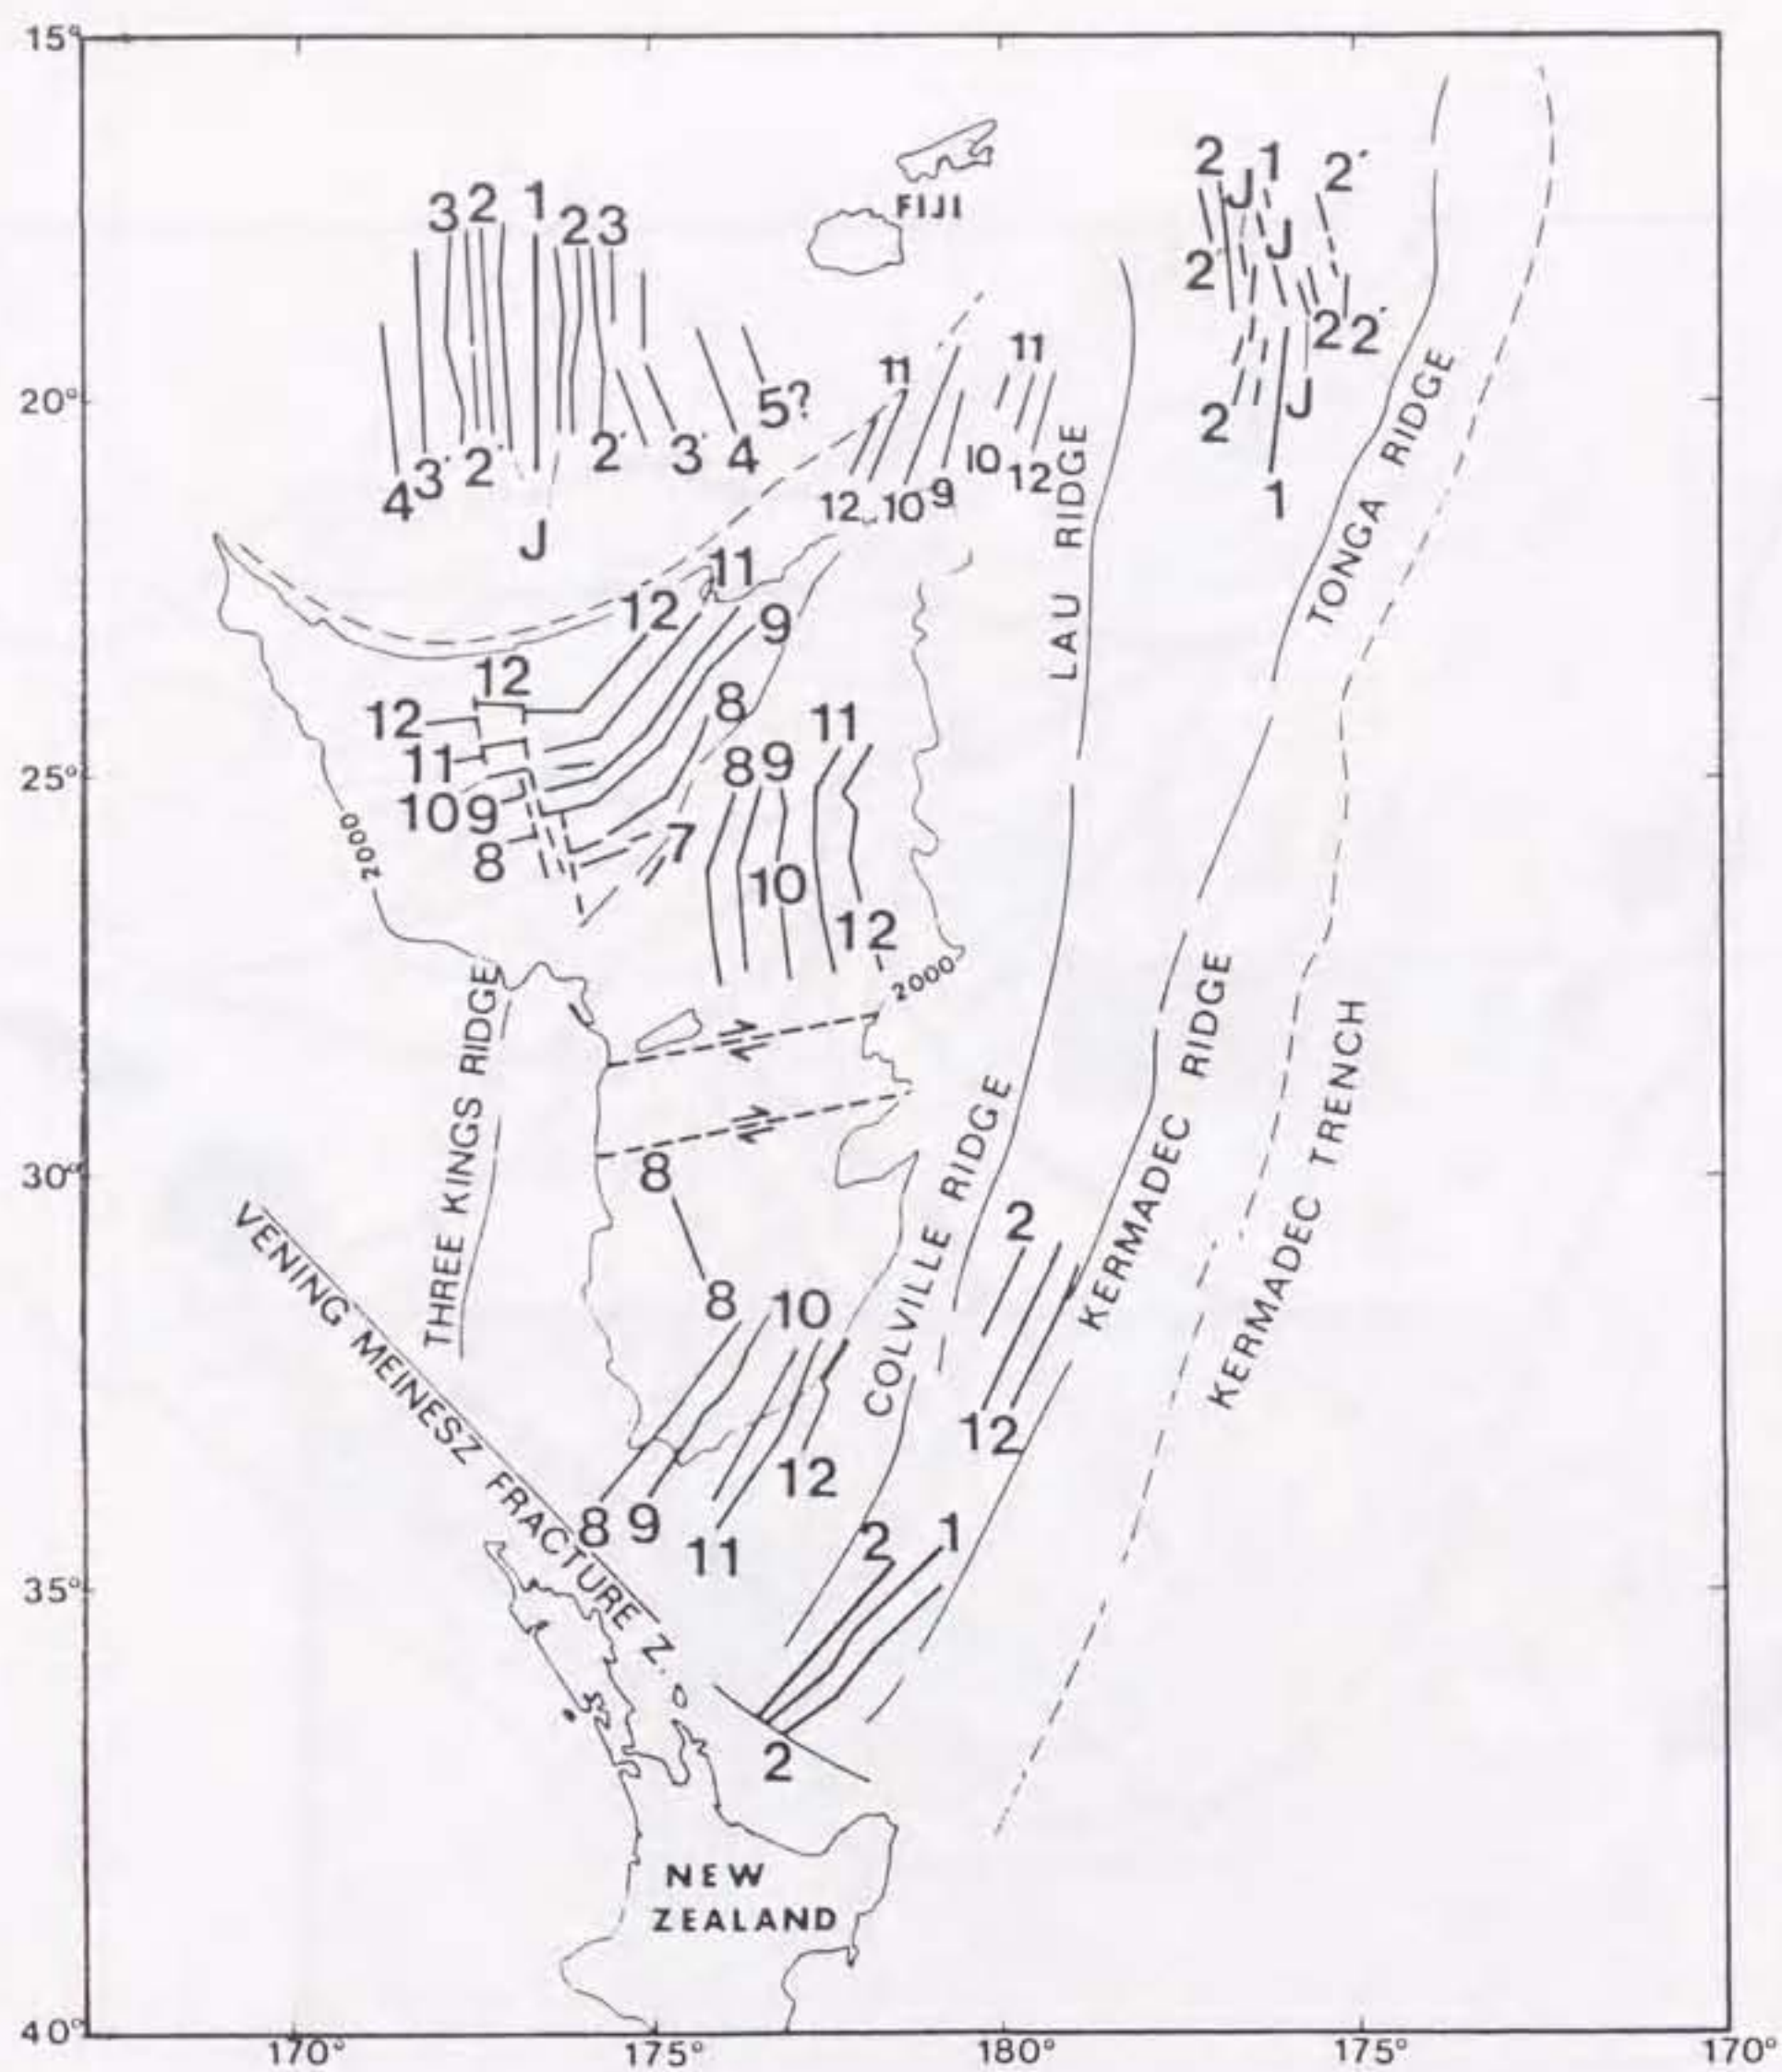 15°
2 1 2'
J
FIJI
3 2 1 2 3
J
2'
2 2'
11
11
20°
5?
2
J
4 3' 2' 2' 3' 4
10
12
12 10 9
1
J
LAU RIDGE
TONGA RIDGE
11
12
9
12
8
12
11
11
8 9
25°
10 9
2000
8
7
10
12
2000
THREE KINGS RIDGE
KERMADEC RIDGE
KERMADEC TRENCH
30°
8
COLVILLE RIDGE
2
VENING MEINESZ FRACTURE Z.
8 10
12
12
8 9
11
2 1
35°
2
NEW
ZEALAND
40°
170° 175° 180° 175° 170°